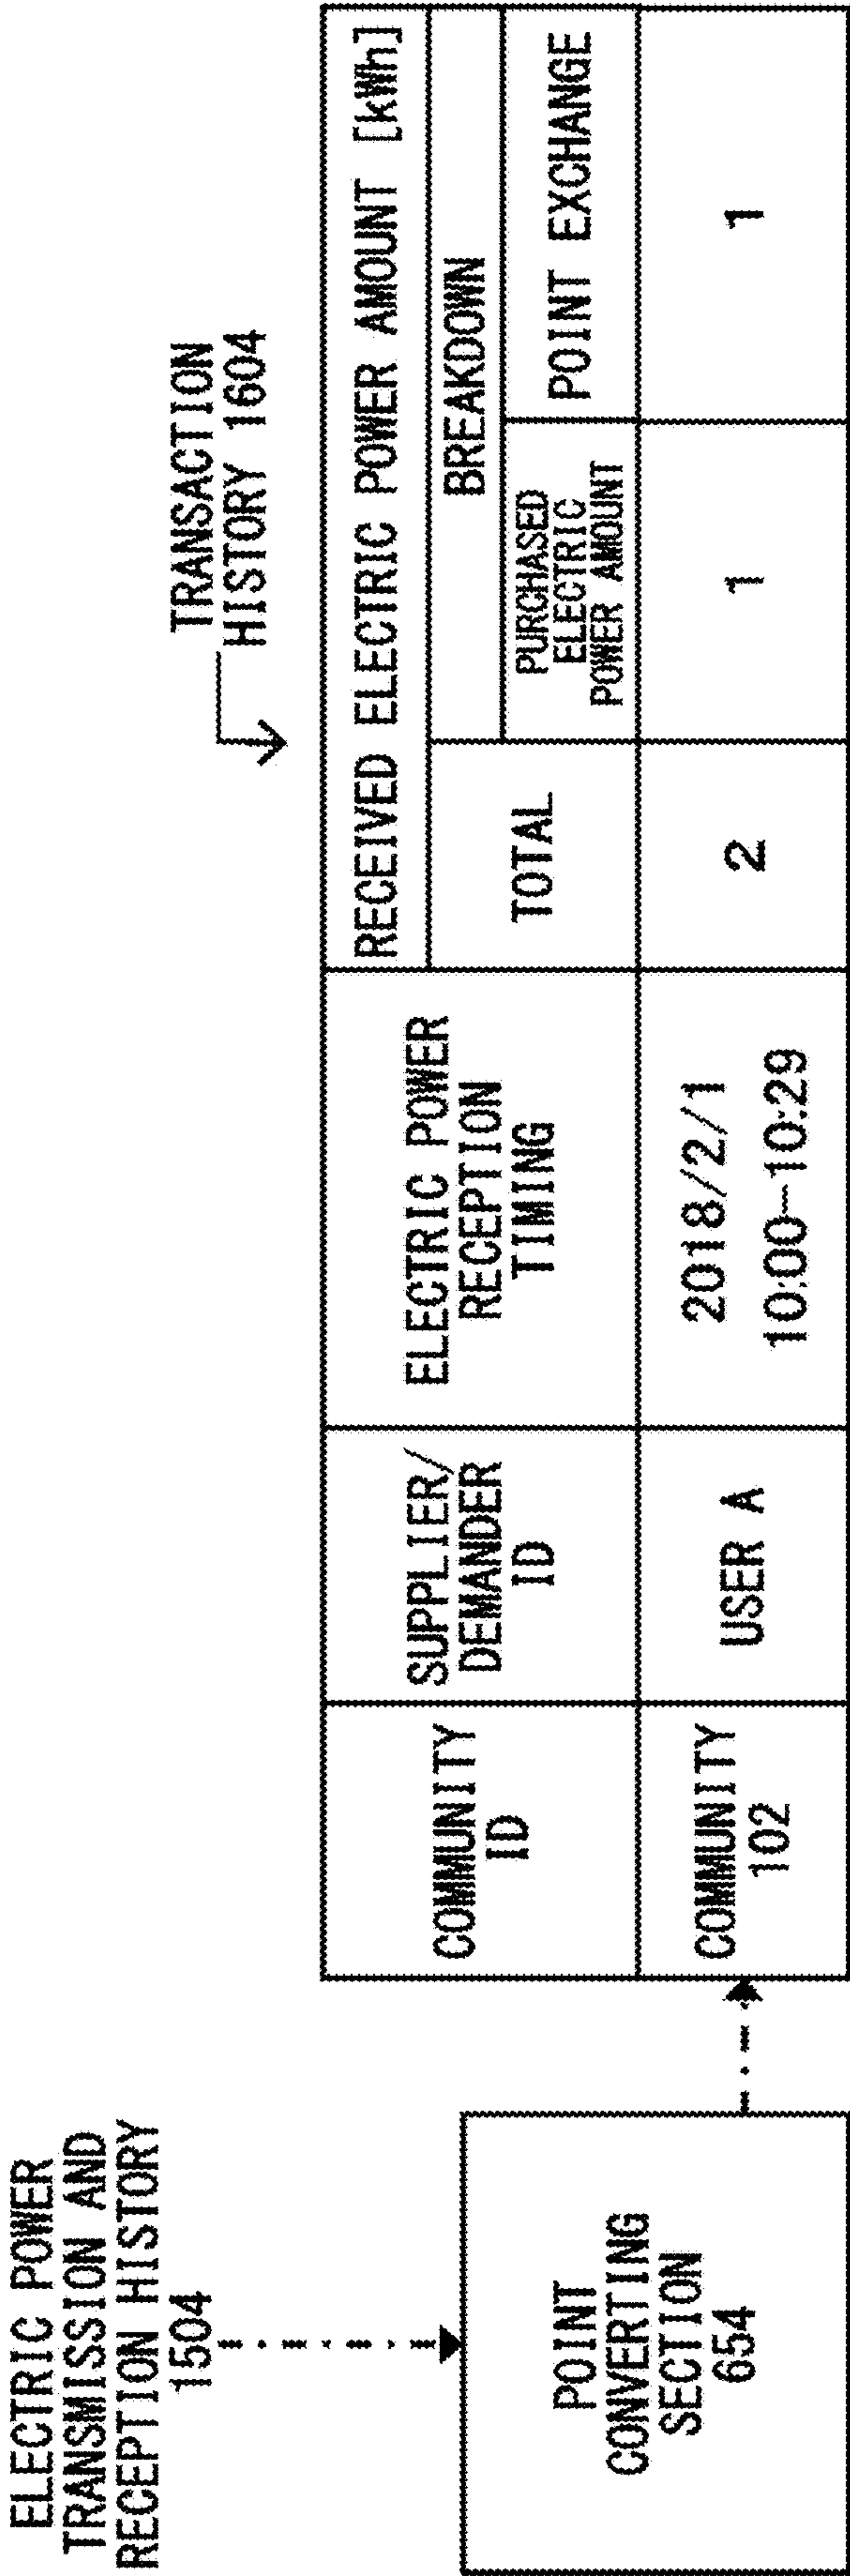 ELECTRIC POWER
TRANSMISSION AND
RECEPTION HISTORY
1504
POINT
CONVERTING
SECTION
654
TRANSACTION
HISTORY 1604
COMMUNITY
ID
SUPPLIER/
DEMANDER
ID
ELECTRIC POWER
RECEPTION
TIMING
RECEIVED ELECTRIC POWER AMOUNT [kWh]
TOTAL
BREAKDOWN
PURCHASED
ELECTRIC
POWER AMOUNT
POINT EXCHANGE
COMMUNITY
102
USER A
2018/2/1
10:00-10:29
2
1
1